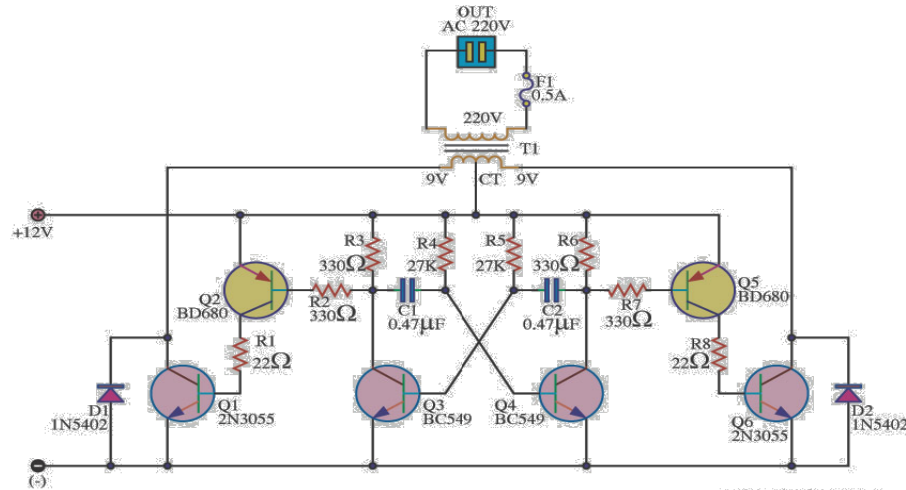 OUT
AC 220V
F1
0.5A
220V
T1
9V CT 9V
+12V
R3
330Ω
R4
27K
R5
27K
R6
330Ω
Q2
BD680
R2
330Ω
C1
0.47µF
C2
0.47µF
R7
330Ω
Q5
BD680
R1
22Ω
R8
22Ω
D1
1N5402
Q1
2N3055
Q3
BC549
Q4
BC549
Q6
2N3055
D2
1N5402
(-)